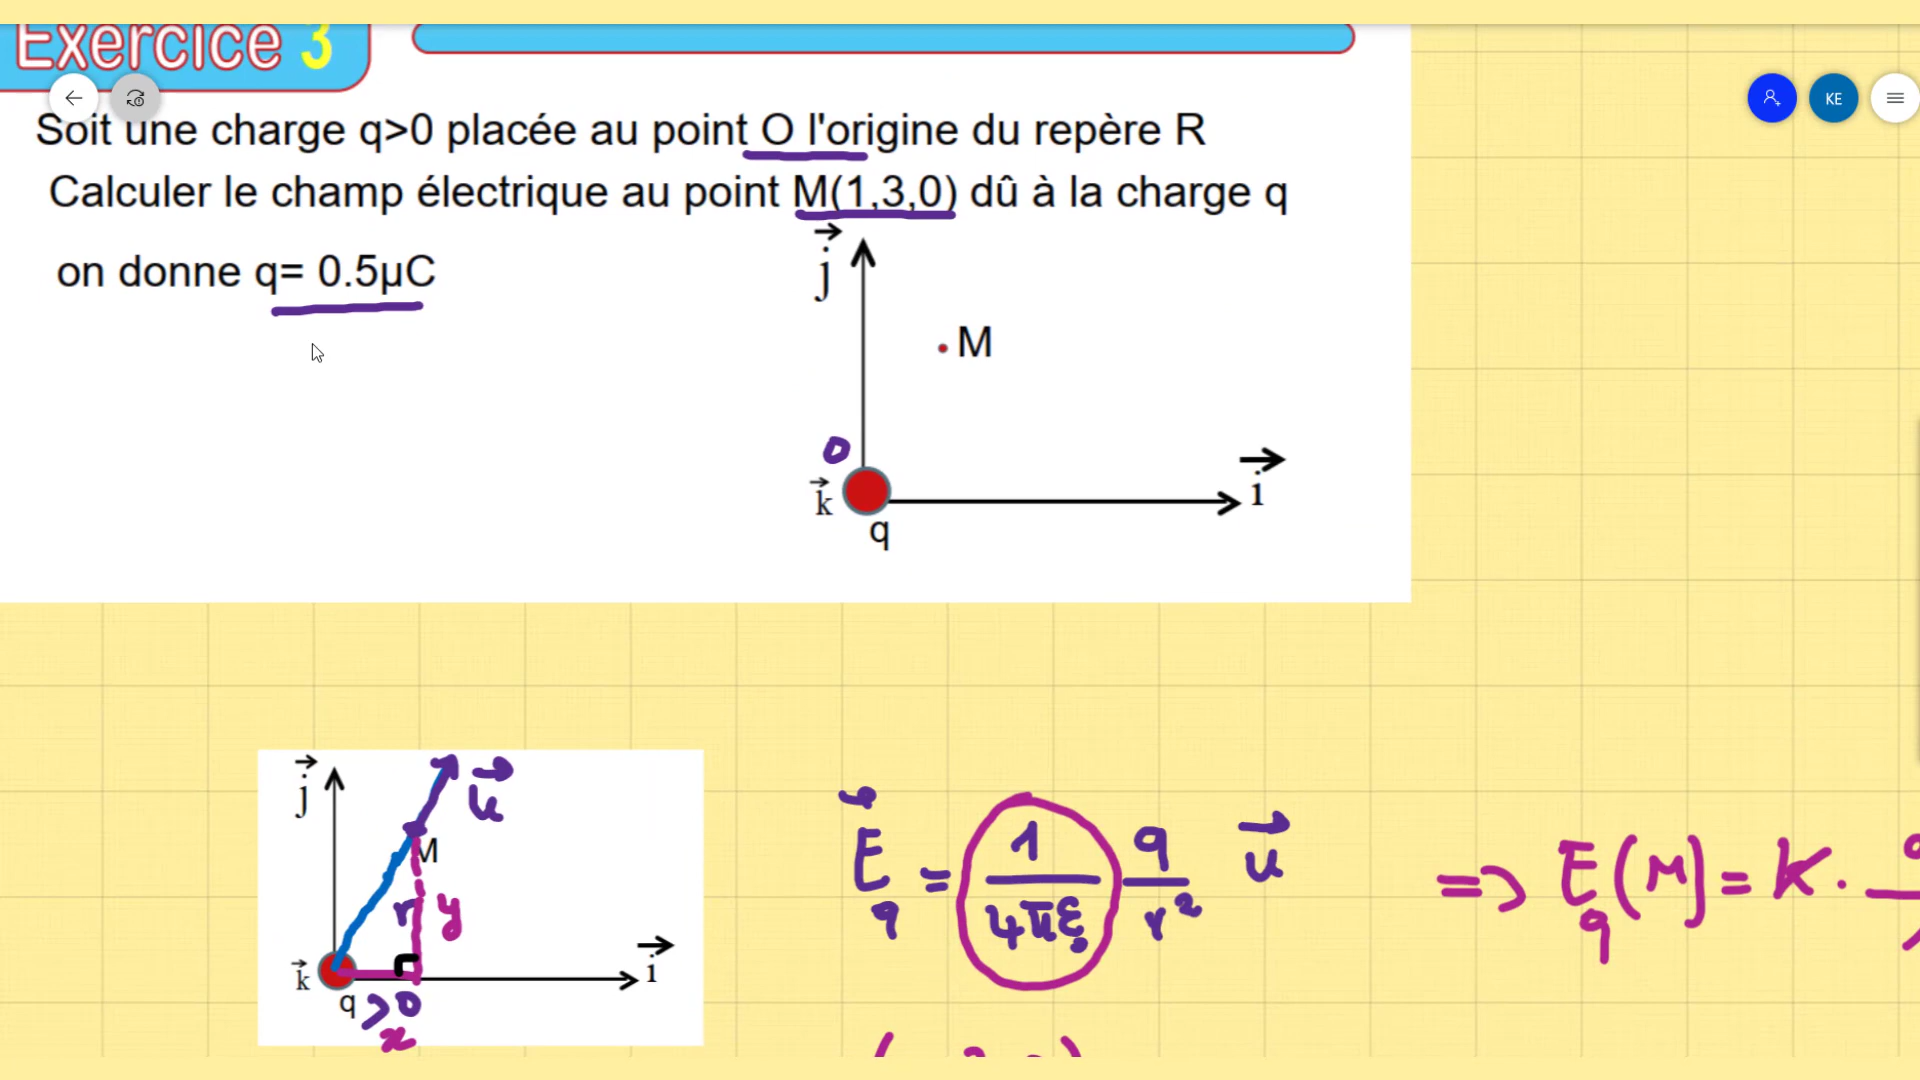 Exercice 3
Soit une charge q>0 placée au point O l'origine du repère R
Calculer le champ électrique au point M(1,3,0) dû à la charge q
on donne q= 0.5µC
j
M
O
k
i
q
KE
j
u
M
r
y
k
i
q >0
x
E q = 1 / 4πε₀ q / r² u
=> E q (M) = K .